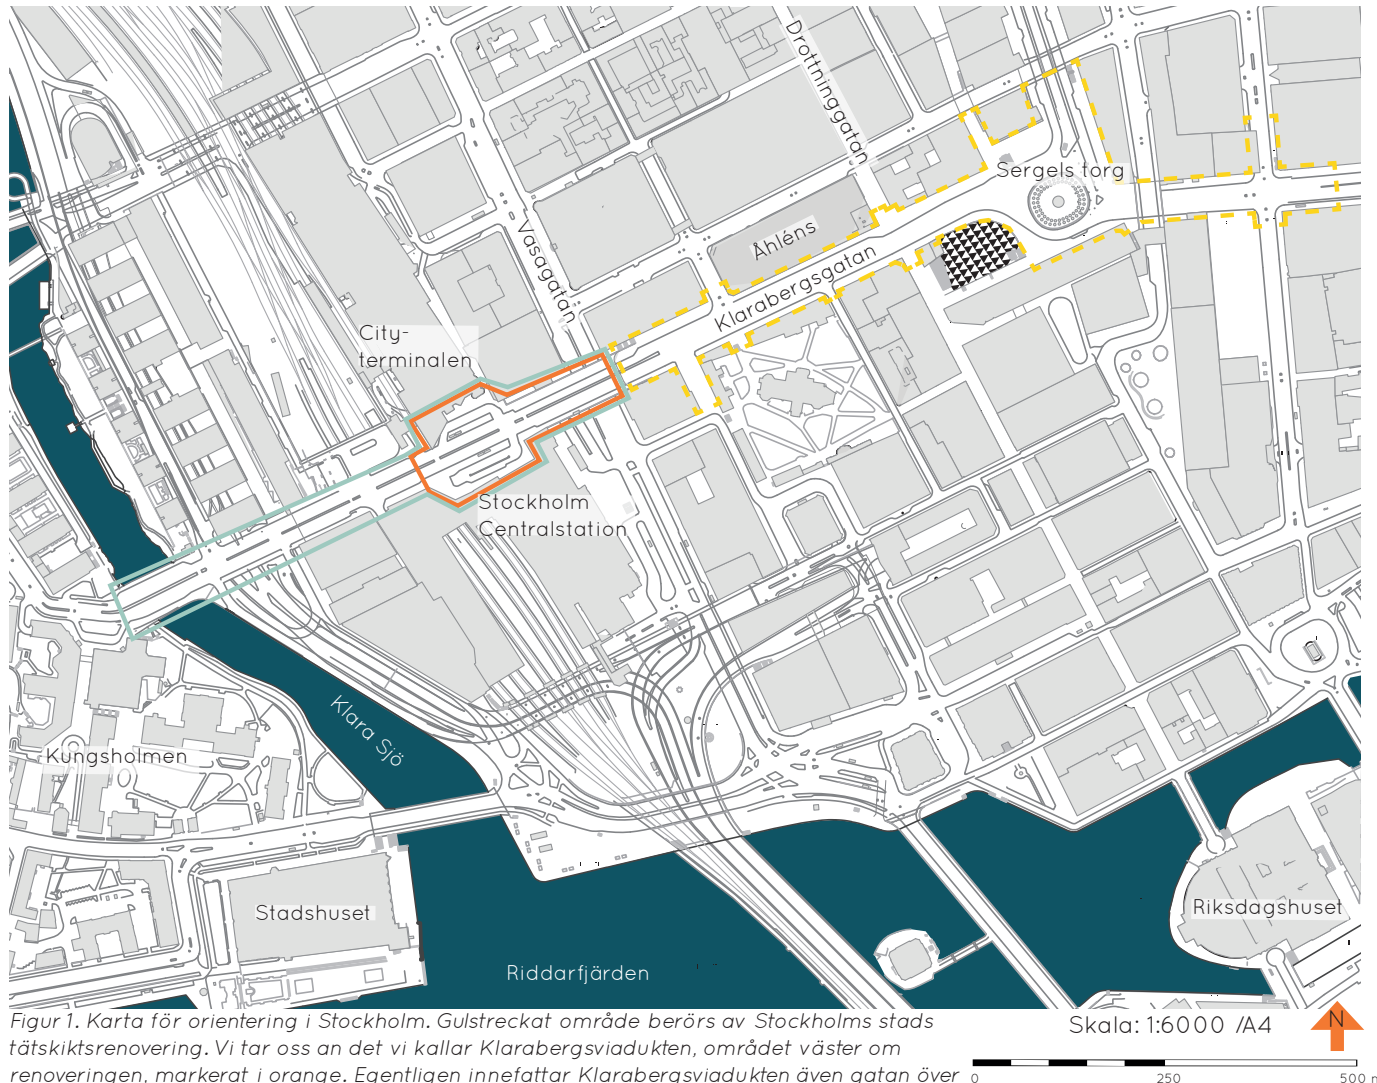 Drottninggatan
Sergels torg
Vasagatan
Åhléns
Klarabergsgatan
City-
terminalen
Stockholm
Centralstation
Klara Sjö
Kungsholmen
Stadshuset
Riksdagshuset
Riddarfjärden
Figur 1. Karta för orientering i Stockholm. Gulstreckat område berörs av Stockholms stads
tätskiktsrenovering. Vi tar oss an det vi kallar Klarabergsviadukten, området väster om
renoveringen, markerat i orange. Egentligen innefattar Klarabergsviadukten även gatan över
Skala: 1:6000 /A4
N
0 250 500 m